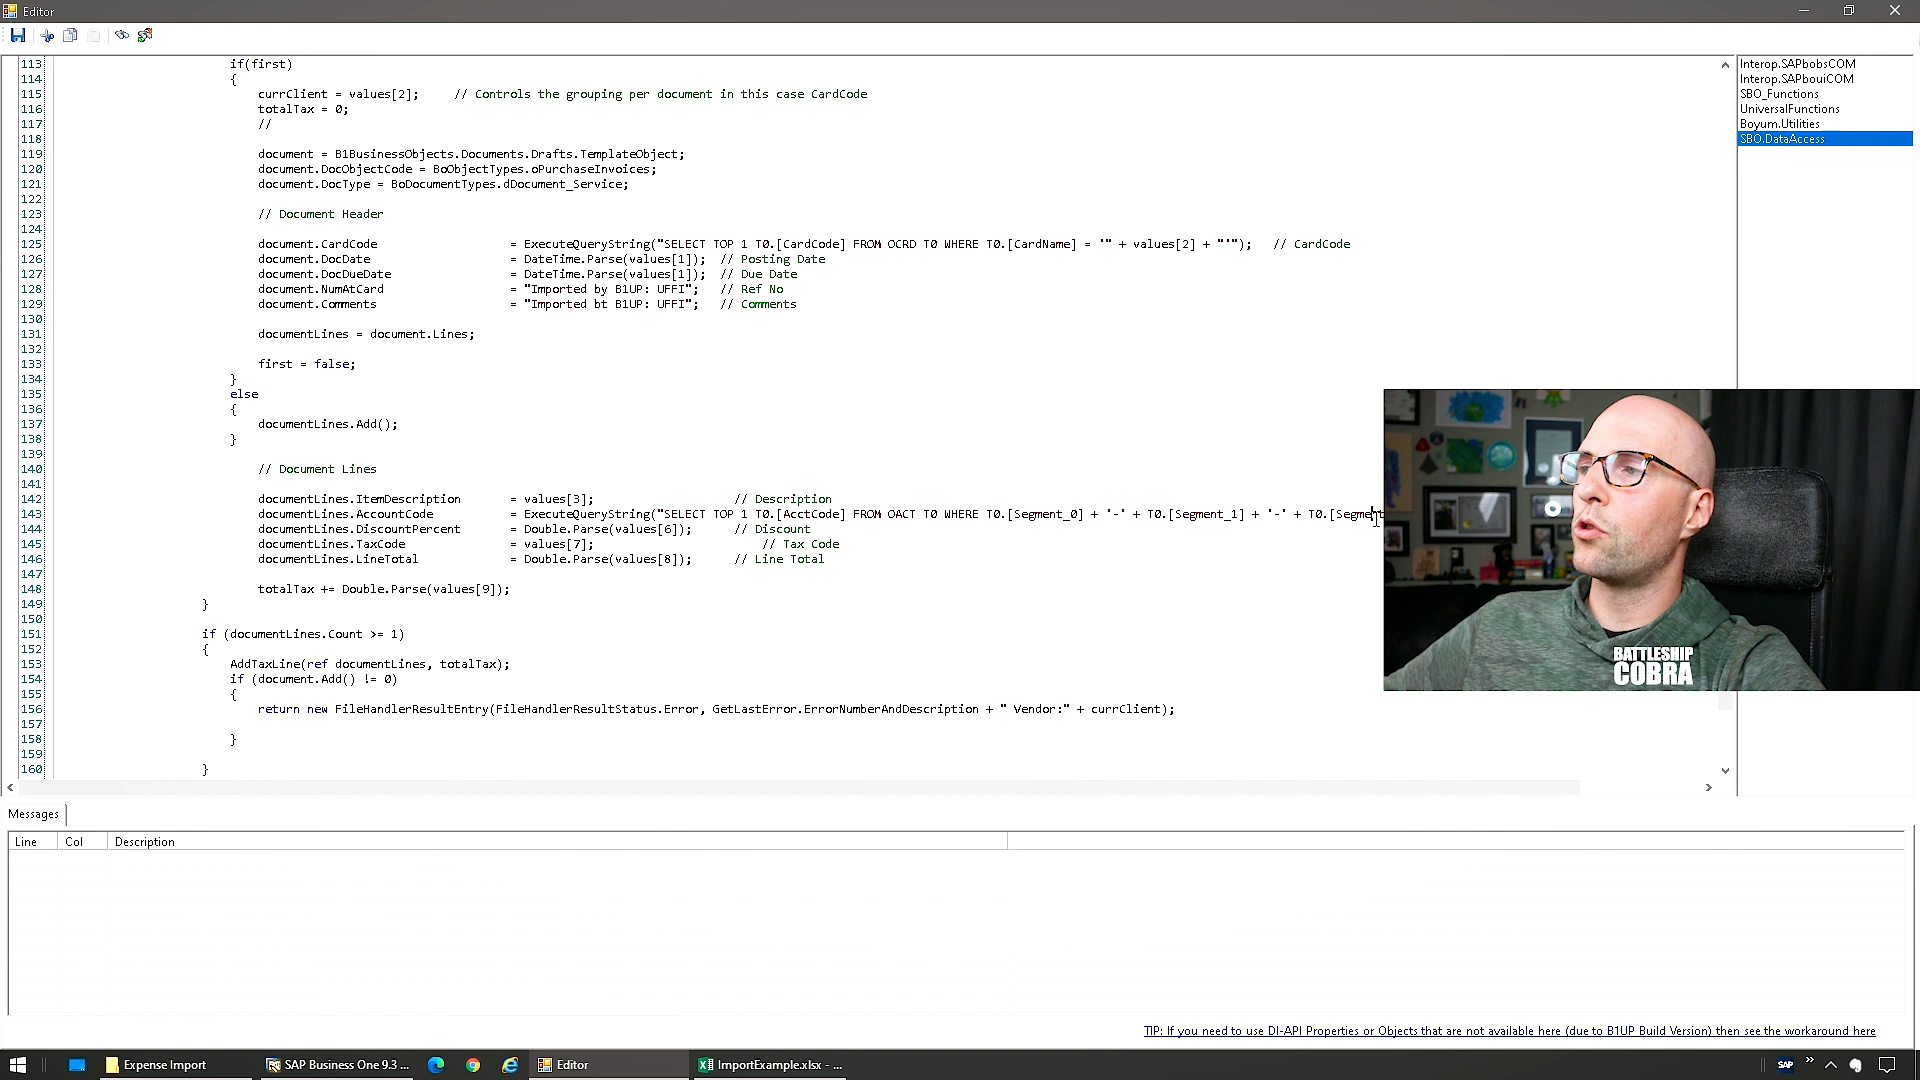 Editor
113 if(first)
114 {
115 currClient = values[2]; // Controls the grouping per document in this case CardCode
116 totalTax = 0;
117 //
118
119 document = B1BusinessObjects.Documents.Drafts.TemplateObject;
120 document.DocObjectCode = BoObjectTypes.oPurchaseInvoices;
121 document.DocType = BoDocumentTypes.dDocument_Service;
122
123 // Document Header
124
125 document.CardCode = ExecuteQueryString("SELECT TOP 1 T0.[CardCode] FROM OCRD T0 WHERE T0.[CardName] = '" + values[2] + "'"); // CardCode
126 document.DocDate = DateTime.Parse(values[1]); // Posting Date
127 document.DocDueDate = DateTime.Parse(values[1]); // Due Date
128 document.NumAtCard = "Imported by B1UP: UFFI"; // Ref No
129 document.Comments = "Imported bt B1UP: UFFI"; // Comments
130
131 documentLines = document.Lines;
132
133 first = false;
134 }
135 else
136 {
137 documentLines.Add();
138 }
139
140 // Document Lines
141
142 documentLines.ItemDescription = values[3]; // Description
143 documentLines.AccountCode = ExecuteQueryString("SELECT TOP 1 T0.[AcctCode] FROM OACT T0 WHERE T0.[Segment_0] + '-' + T0.[Segment_1] + '-' + T0.[Segment
144 documentLines.DiscountPercent = Double.Parse(values[6]); // Discount
145 documentLines.TaxCode = values[7]; // Tax Code
146 documentLines.LineTotal = Double.Parse(values[8]); // Line Total
147
148 totalTax += Double.Parse(values[9]);
149 }
150
151 if (documentLines.Count >= 1)
152 {
153 AddTaxLine(ref documentLines, totalTax);
154 if (document.Add() != 0)
155 {
156 return new FileHandlerResultEntry(FileHandlerResultStatus.Error, GetLastError.ErrorNumberAndDescription + " Vendor:" + currClient);
157
158 }
159
160 }
Interop.SAPbobsCOM
Interop.SAPbouiCOM
SBO_Functions
UniversalFunctions
Boyum.Utilities
SBO.DataAccess
BATTLESHIP
COBRA
Messages
Line Col Description
TIP: If you need to use DI-API Properties or Objects that are not available here (due to B1UP Build Version) then see the workaround here
Expense Import
SAP Business One 9.3 ...
Editor
ImportExample.xlsx - ...
SAP